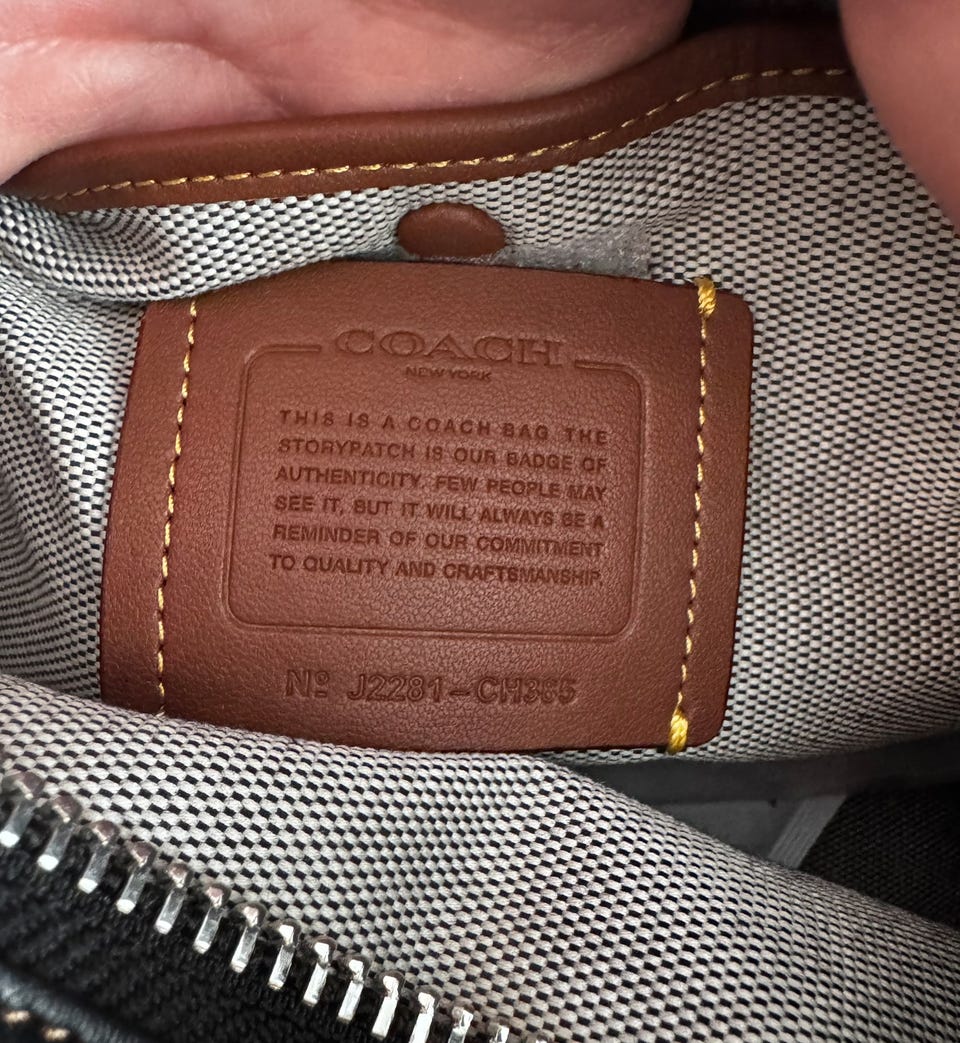 COACH
NEW YORK
THIS IS A COACH BAG THE
STORYPATCH IS OUR BADGE OF
AUTHENTICITY. FEW PEOPLE MAY
SEE IT, BUT IT WILL ALWAYS BE A
REMINDER OF OUR COMMITMENT
TO QUALITY AND CRAFTSMANSHIP.
Nº J2281-CH365